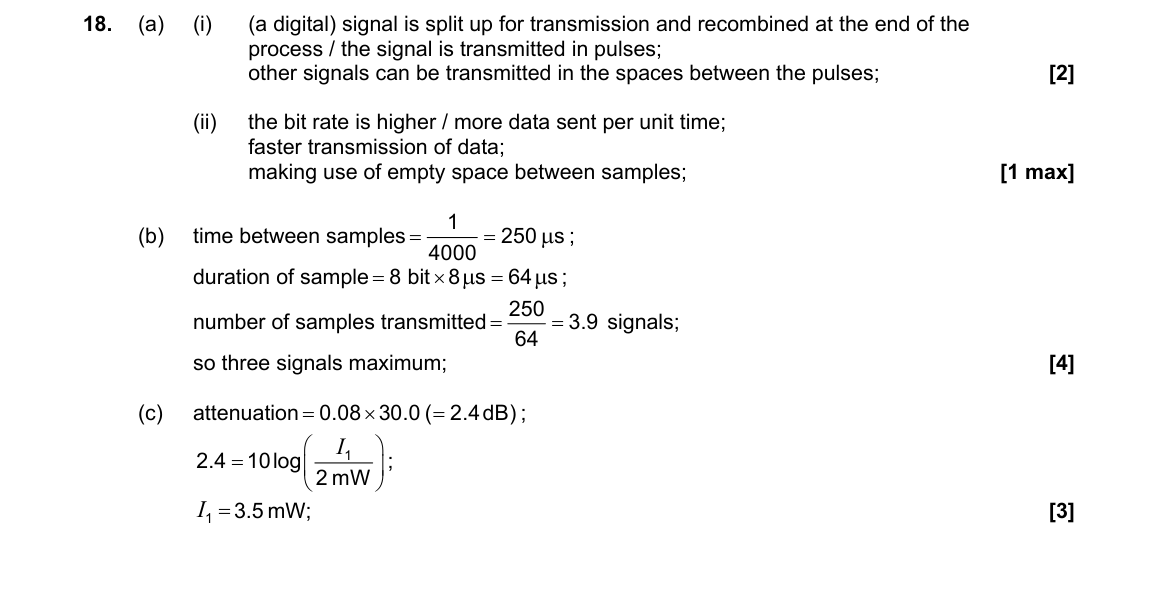 18. (a) (i) (a digital) signal is split up for transmission and recombined at the end of the
process / the signal is transmitted in pulses;
other signals can be transmitted in the spaces between the pulses; [2]
(ii) the bit rate is higher / more data sent per unit time;
faster transmission of data;
making use of empty space between samples; [1 max]
(b) time between samples = 1/4000 = 250 µs ;
duration of sample = 8 bit × 8 µs = 64 µs ;
number of samples transmitted = 250/64 = 3.9 signals;
so three signals maximum; [4]
(c) attenuation = 0.08 × 30.0 (= 2.4 dB) ;
2.4 = 10 log( I₁ / 2 mW );
I₁ = 3.5 mW; [3]